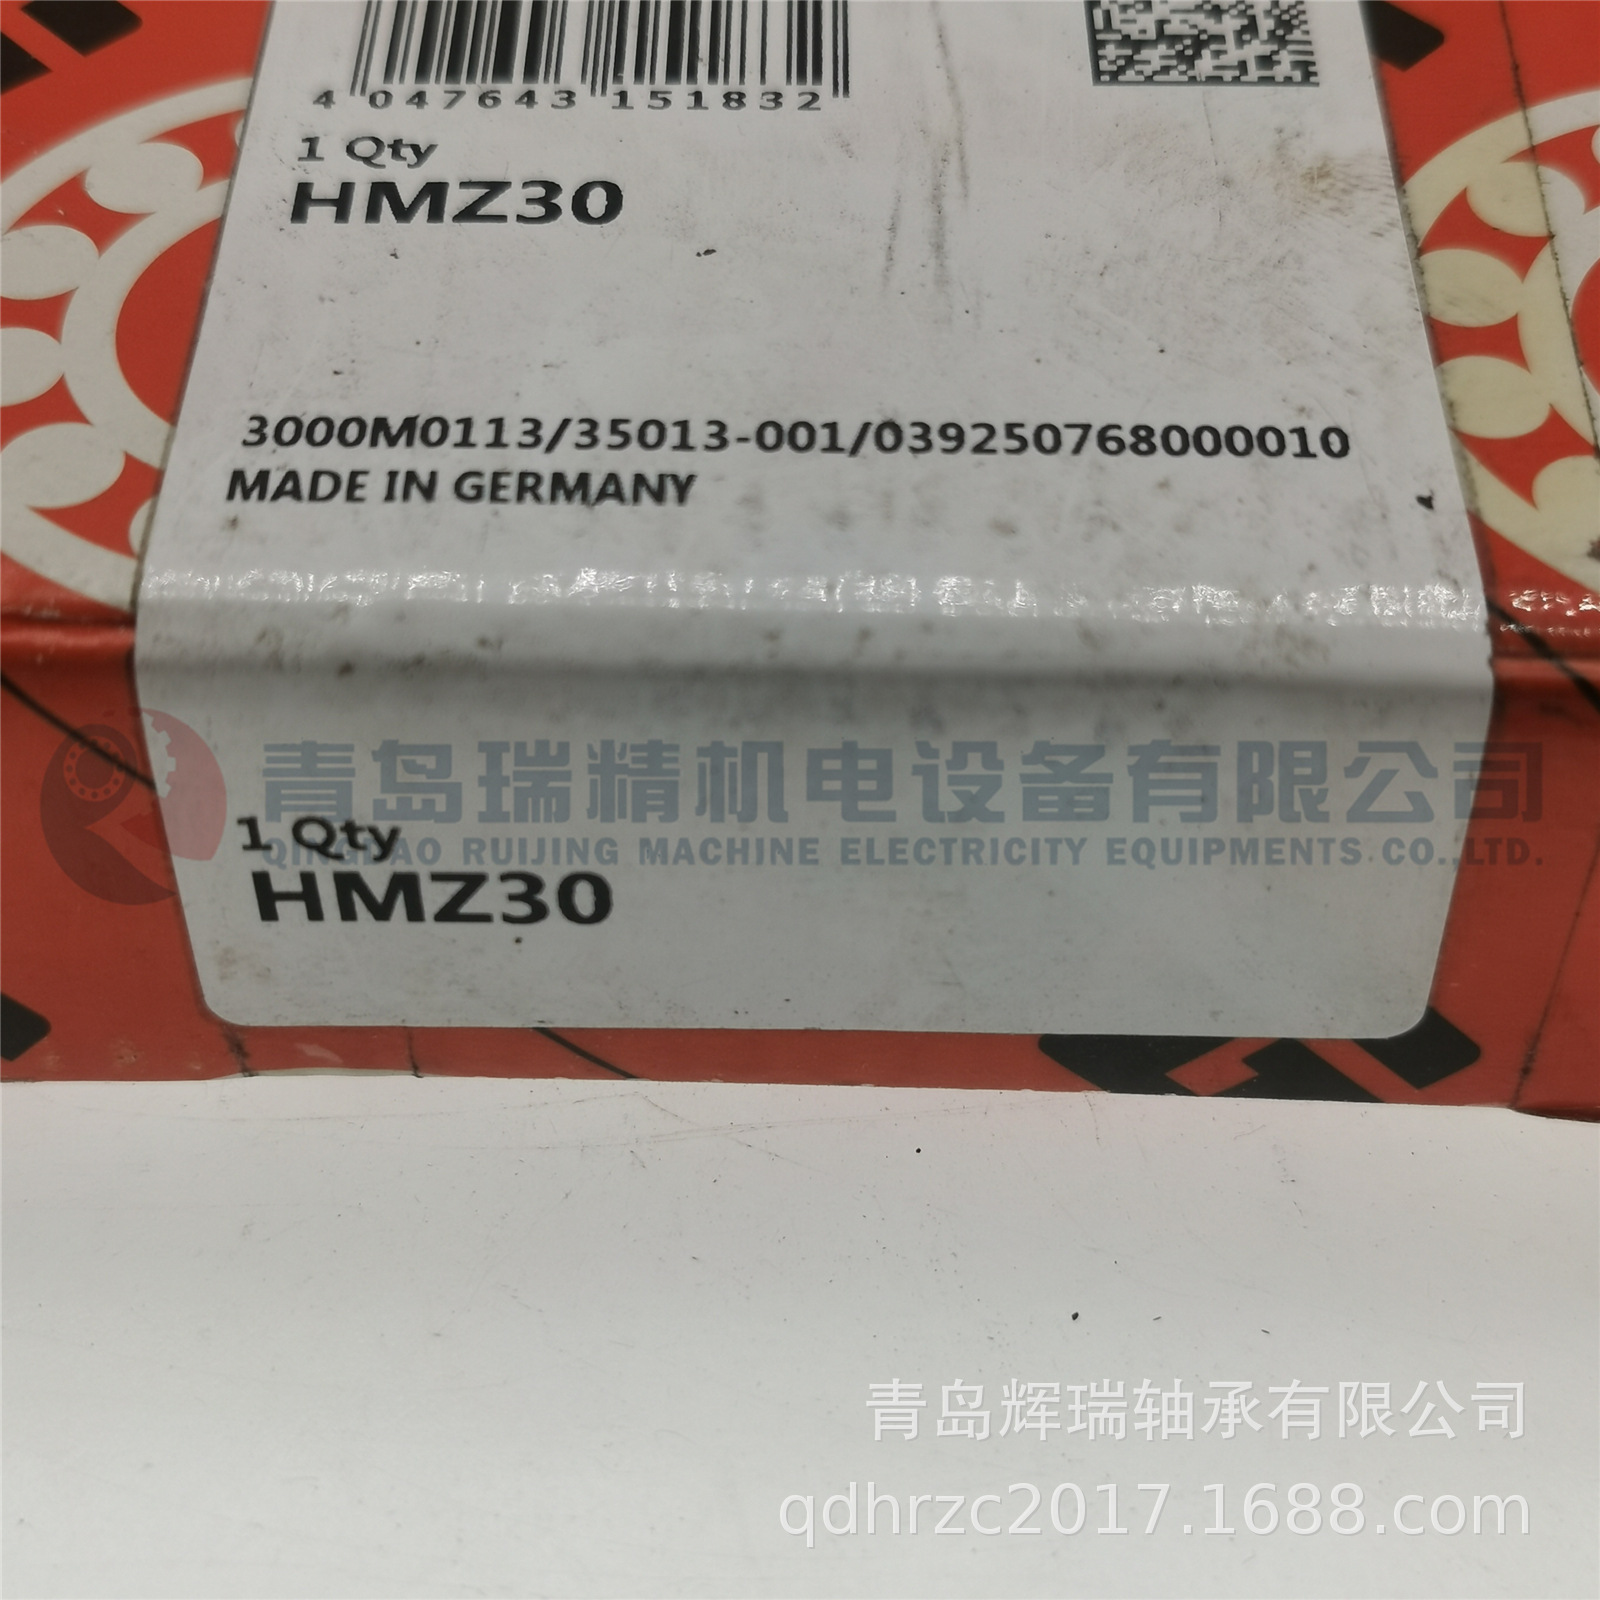 4 047643 151832
1 Qty
HMZ30
3000M0113/35013-001/039250768000010
MADE IN GERMANY
青岛瑞精机电设备有限公司
QINGDAO RUIJING MACHINE ELECTRICITY EQUIPMENTS CO.,LTD.
1 Qty
HMZ30
青岛辉瑞轴承有限公司
qdhrzc2017.1688.com